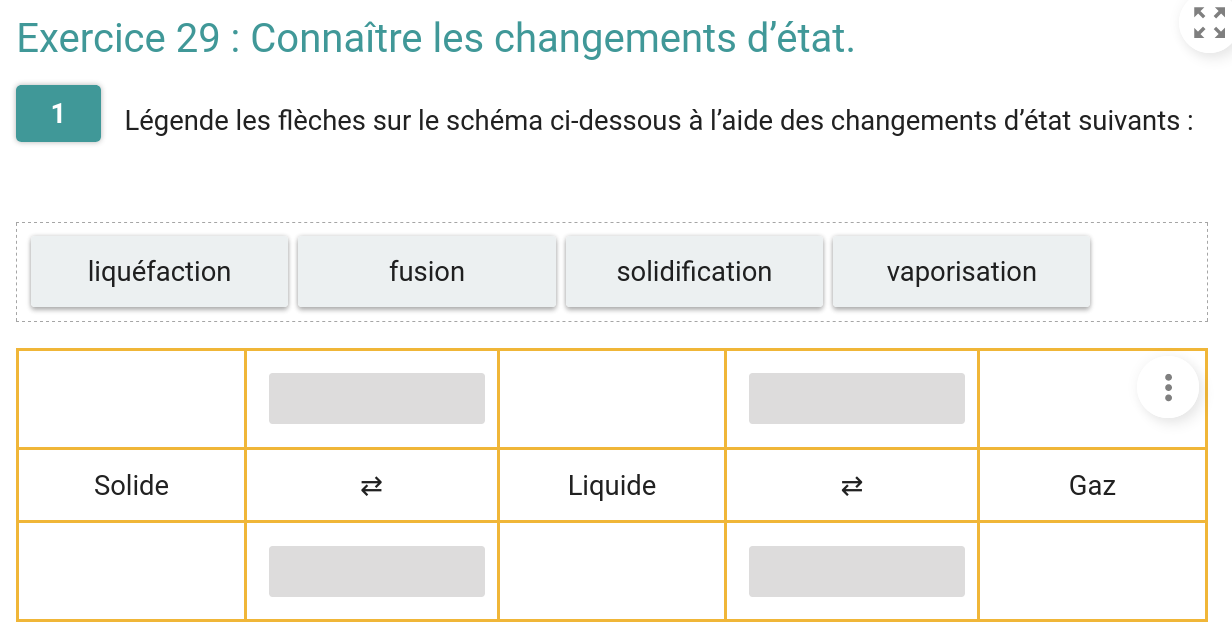 Exercice 29 : Connaître les changements d’état.
1
Légende les flèches sur le schéma ci-dessous à l’aide des changements d’état suivants :
liquéfaction
fusion
solidification
vaporisation
Solide ⇄ Liquide ⇄ Gaz